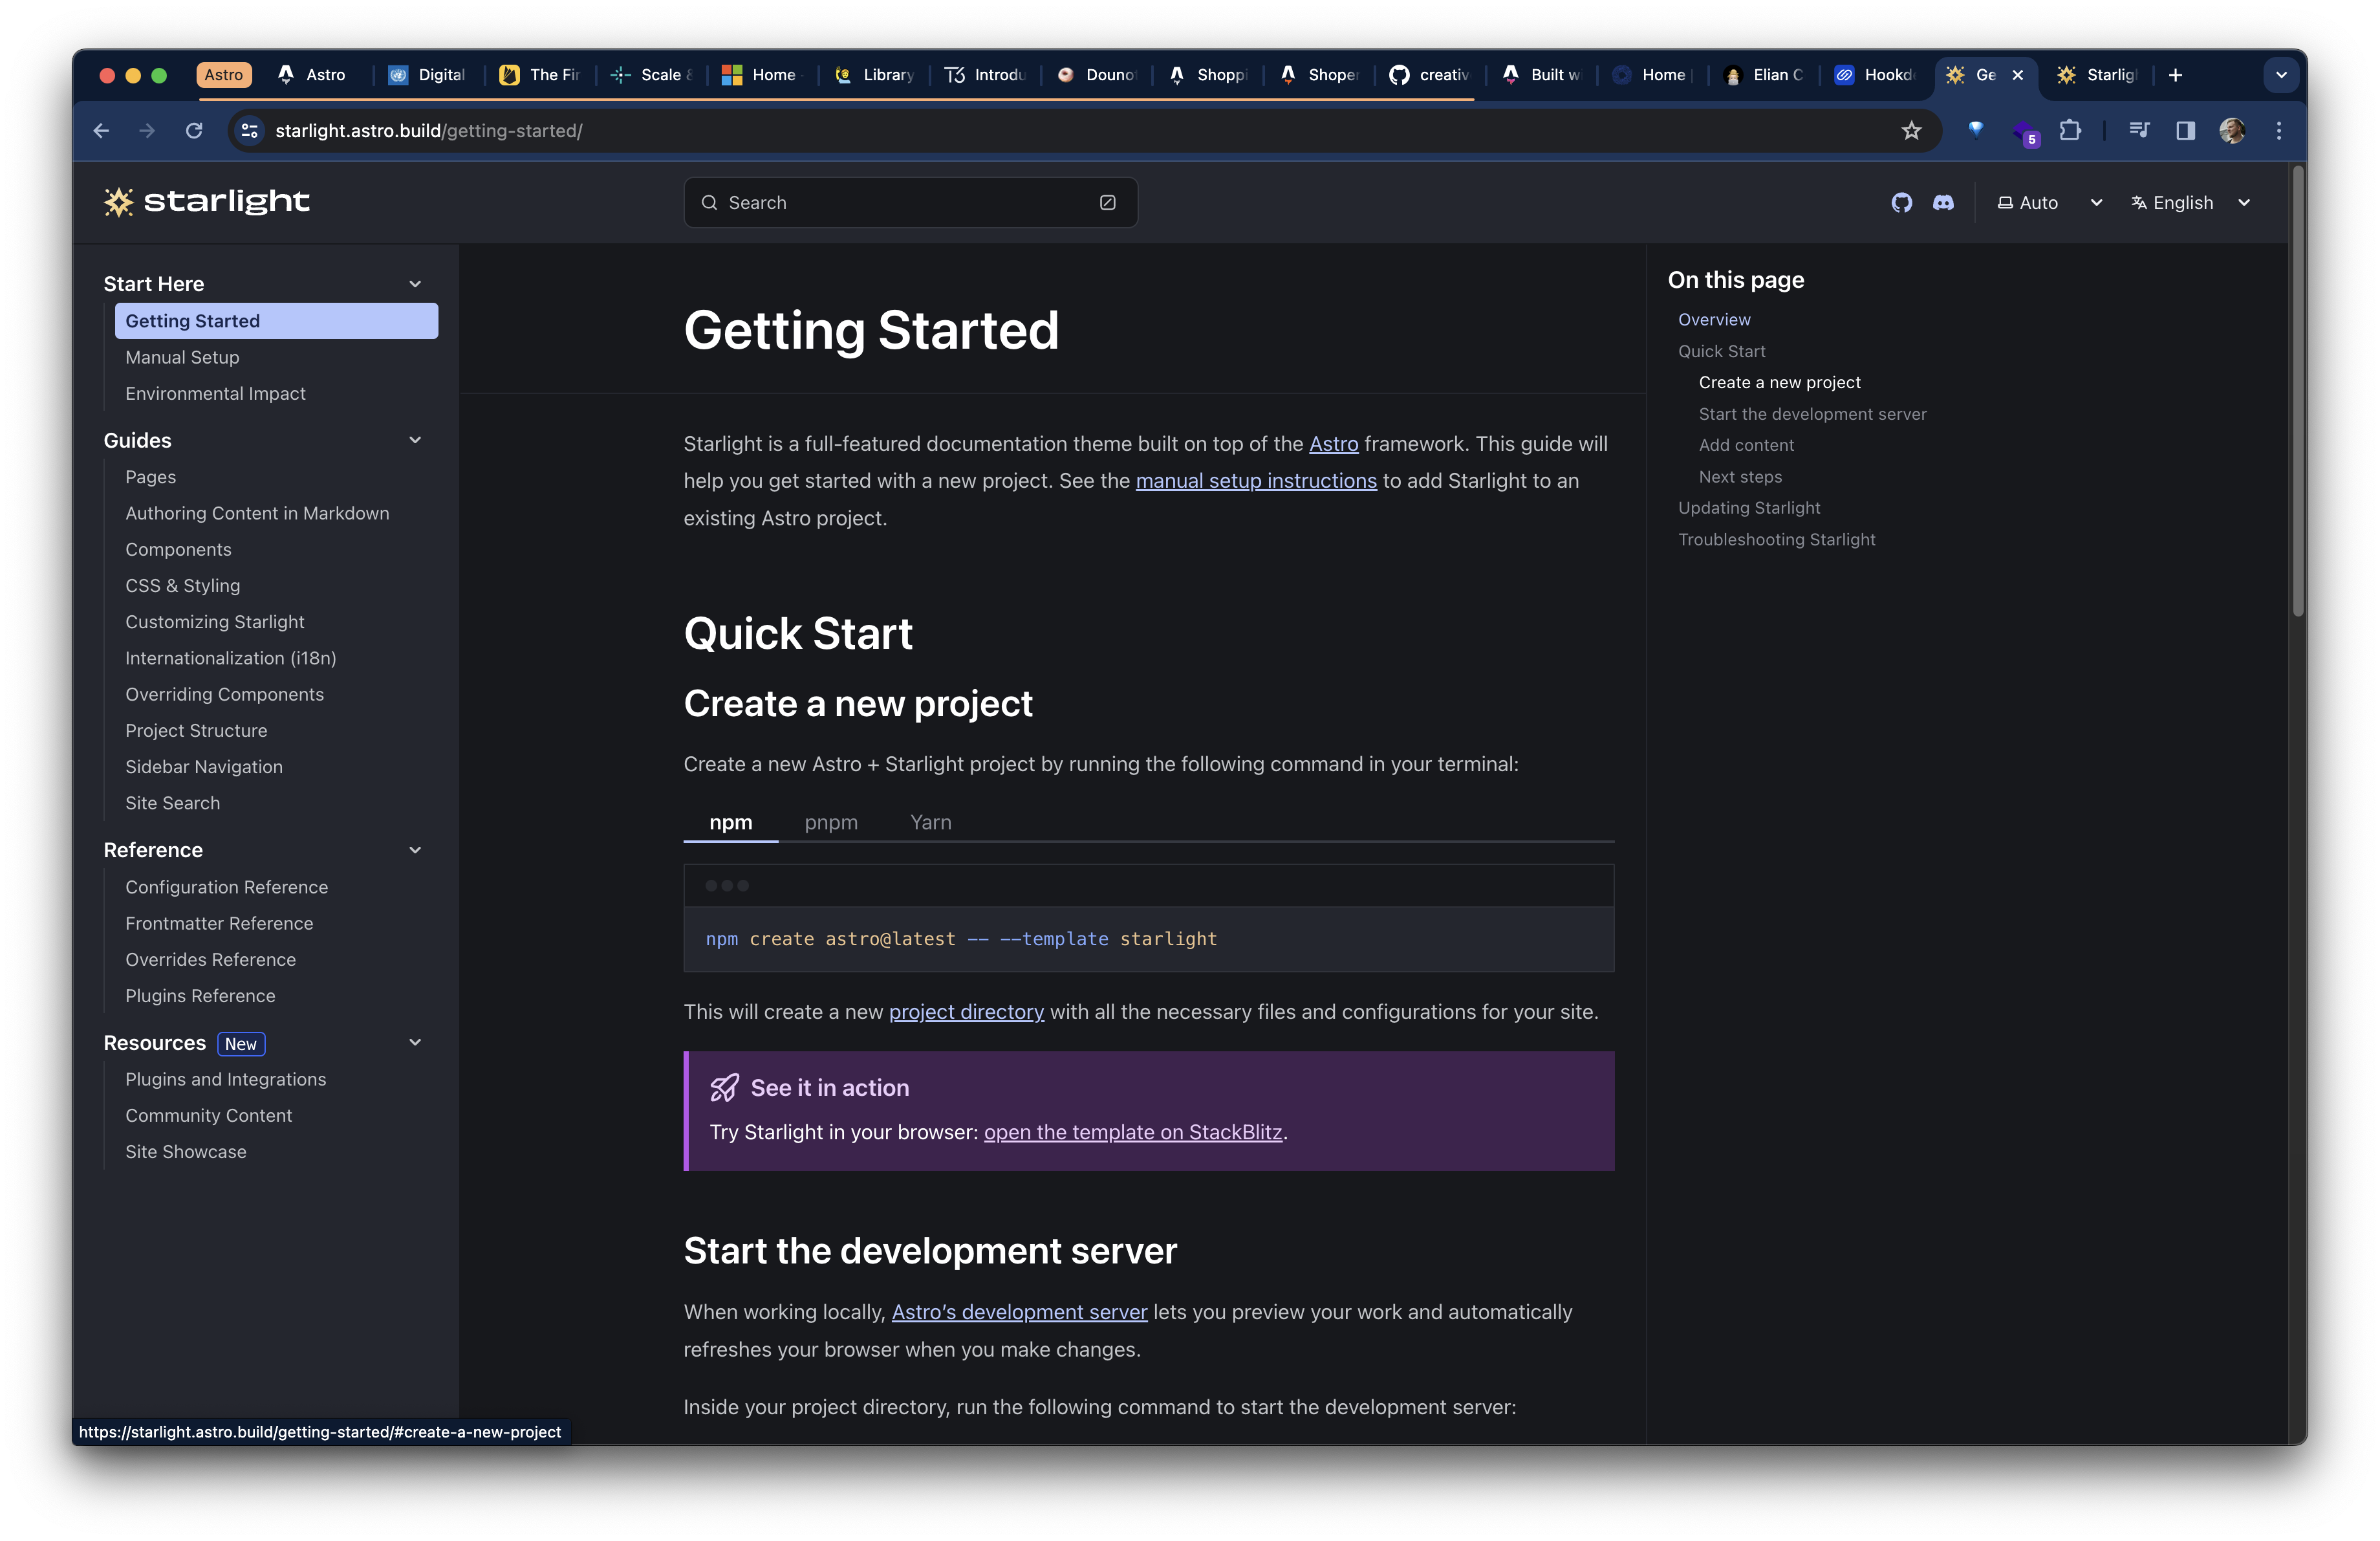 Astro
Astro
Digital
The Fir
Scale &
Home
Library
Introdu
Douno
Shoppi
Shoper
creativ
Built w
Home
Elian C
Hookd
Ge
Starlig
starlight.astro.build/getting-started/
5
starlight
Search
Auto
English
Start Here
Getting Started
Manual Setup
Environmental Impact
Guides
Pages
Authoring Content in Markdown
Components
CSS & Styling
Customizing Starlight
Internationalization (i18n)
Overriding Components
Project Structure
Sidebar Navigation
Site Search
Reference
Configuration Reference
Frontmatter Reference
Overrides Reference
Plugins Reference
Resources New
Plugins and Integrations
Community Content
Site Showcase
Getting Started
Starlight is a full-featured documentation theme built on top of the Astro framework. This guide will
help you get started with a new project. See the manual setup instructions to add Starlight to an
existing Astro project.
Quick Start
Create a new project
Create a new Astro + Starlight project by running the following command in your terminal:
npm pnpm Yarn
npm create astro@latest -- --template starlight
This will create a new project directory with all the necessary files and configurations for your site.
See it in action
Try Starlight in your browser: open the template on StackBlitz.
Start the development server
When working locally, Astro’s development server lets you preview your work and automatically
refreshes your browser when you make changes.
Inside your project directory, run the following command to start the development server:
On this page
Overview
Quick Start
Create a new project
Start the development server
Add content
Next steps
Updating Starlight
Troubleshooting Starlight
https://starlight.astro.build/getting-started/#create-a-new-project